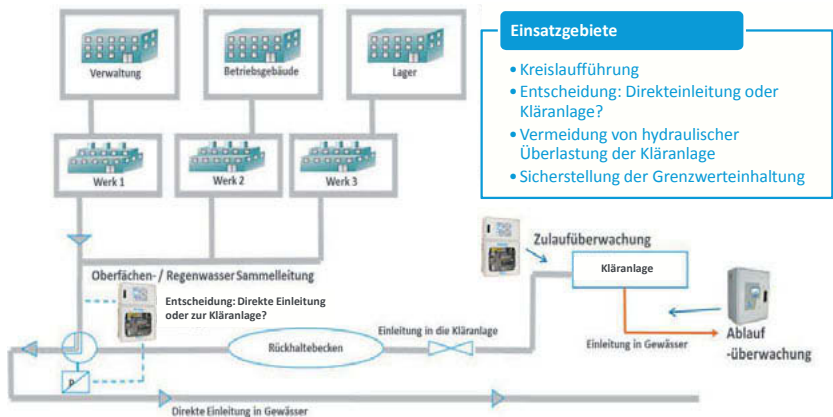 Verwaltung
Betriebsgebäude
Lager
Einsatzgebiete
• Kreislaufführung
• Entscheidung: Direkteinleitung oder
Kläranlage?
• Vermeidung von hydraulischer
Überlastung der Kläranlage
• Sicherstellung der Grenzwerteinhaltung
Werk 1
Werk 2
Werk 3
Zulaufüberwachung
Kläranlage
Oberfächen- / Regenwasser Sammelleitung
Entscheidung: Direkte Einleitung
oder zur Kläranlage?
Einleitung in die Kläranlage
Rückhaltebecken
Einleitung in Gewässer
Ablauf
-überwachung
p
Direkte Einleitung in Gewässer